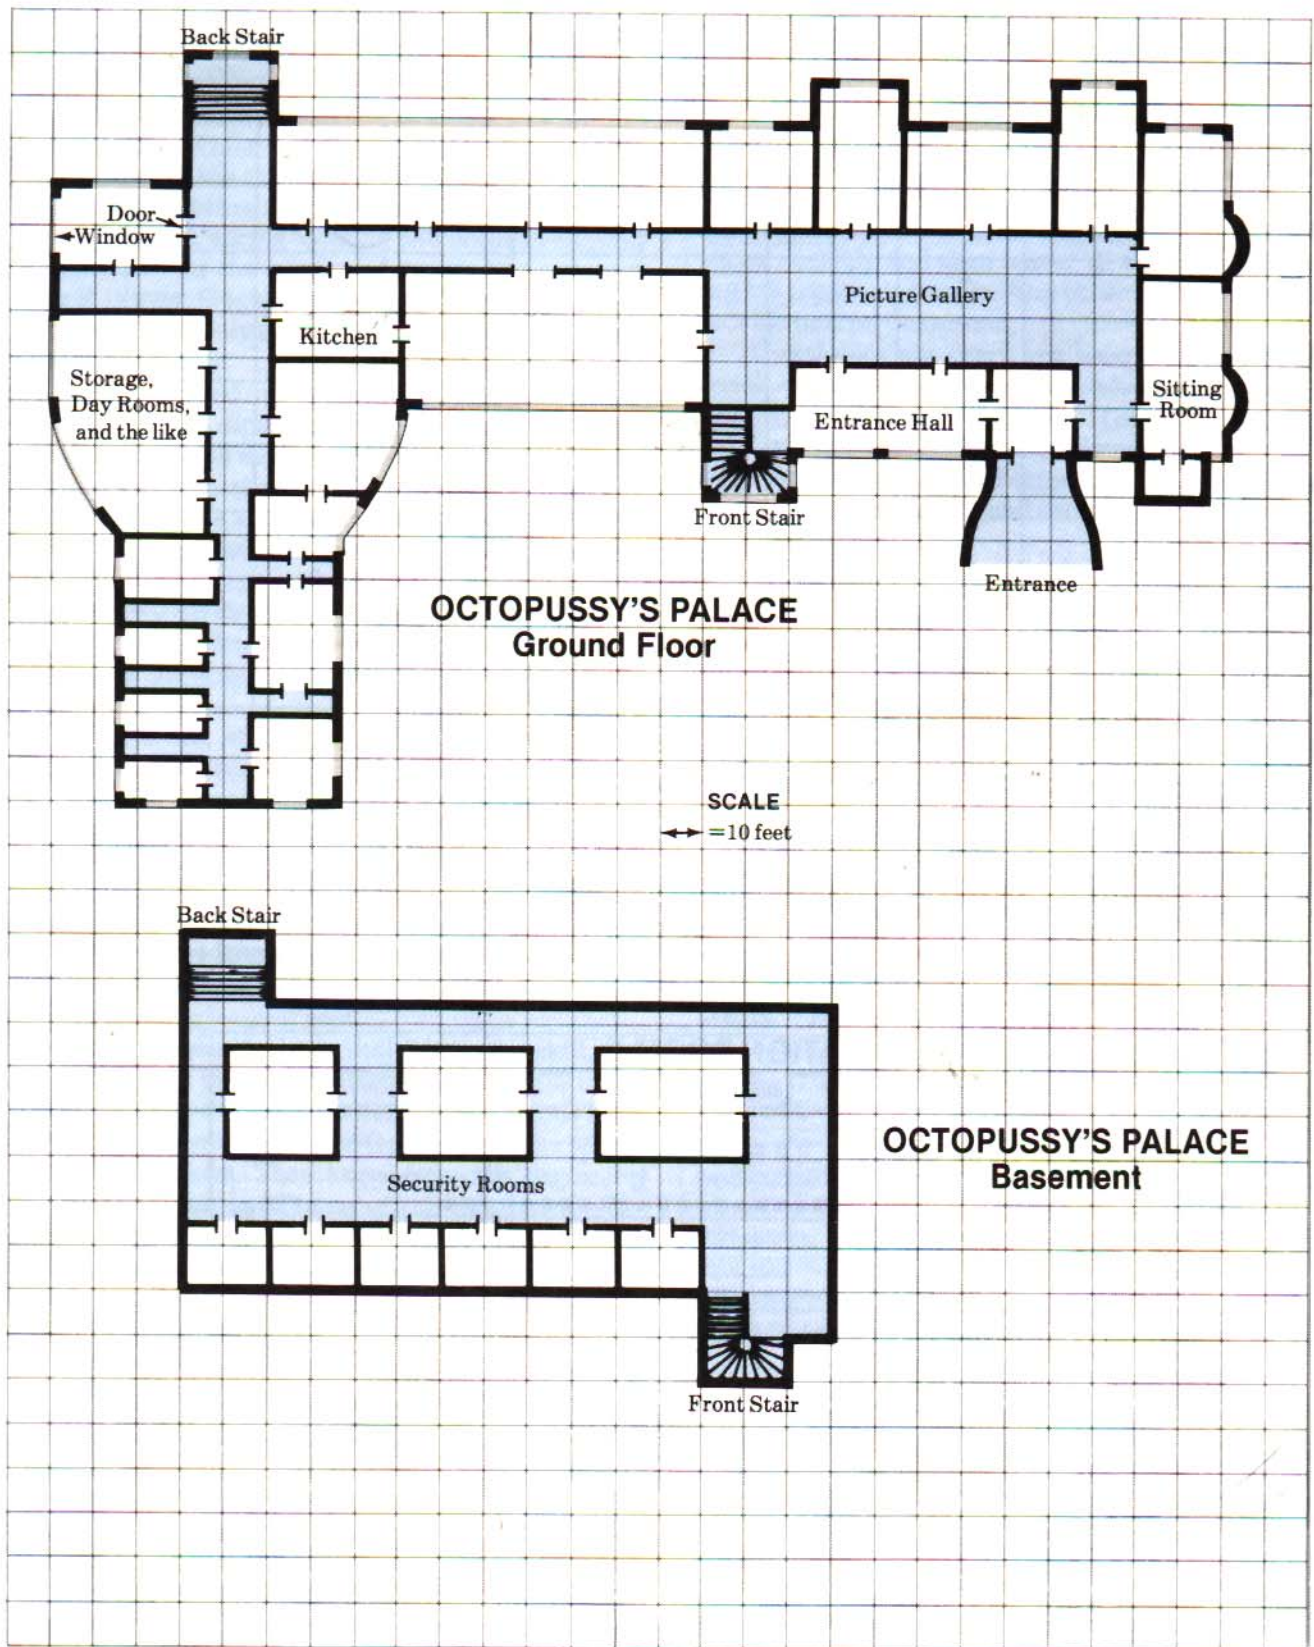 Back Stair
Door
Window
Kitchen
Picture Gallery
Storage,
Day Rooms,
and the like
Sitting
Room
Entrance Hall
Front Stair
Entrance
OCTOPUSSY'S PALACE
Ground Floor
SCALE
=10 feet
Back Stair
OCTOPUSSY'S PALACE
Basement
Security Rooms
Front Stair